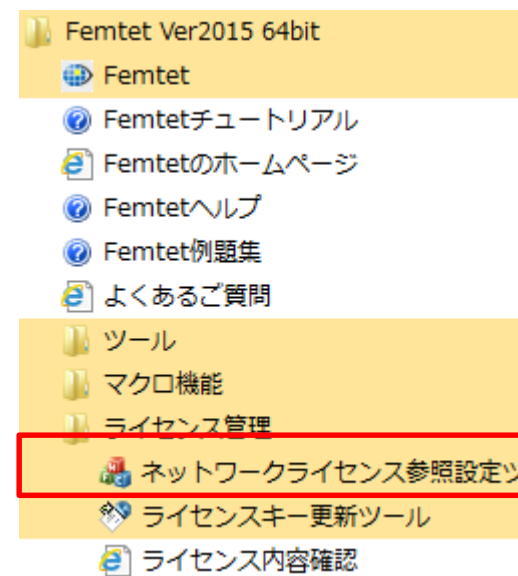 Femtet Ver2015 64bit
Femtet
Femtetチュートリアル
Femtetのホームページ
Femtetヘルプ
Femtet例題集
よくあるご質問
ツール
マクロ機能
ライセンス管理
ネットワークライセンス参照設定ツ
ライセンスキー更新ツール
ライセンス内容確認